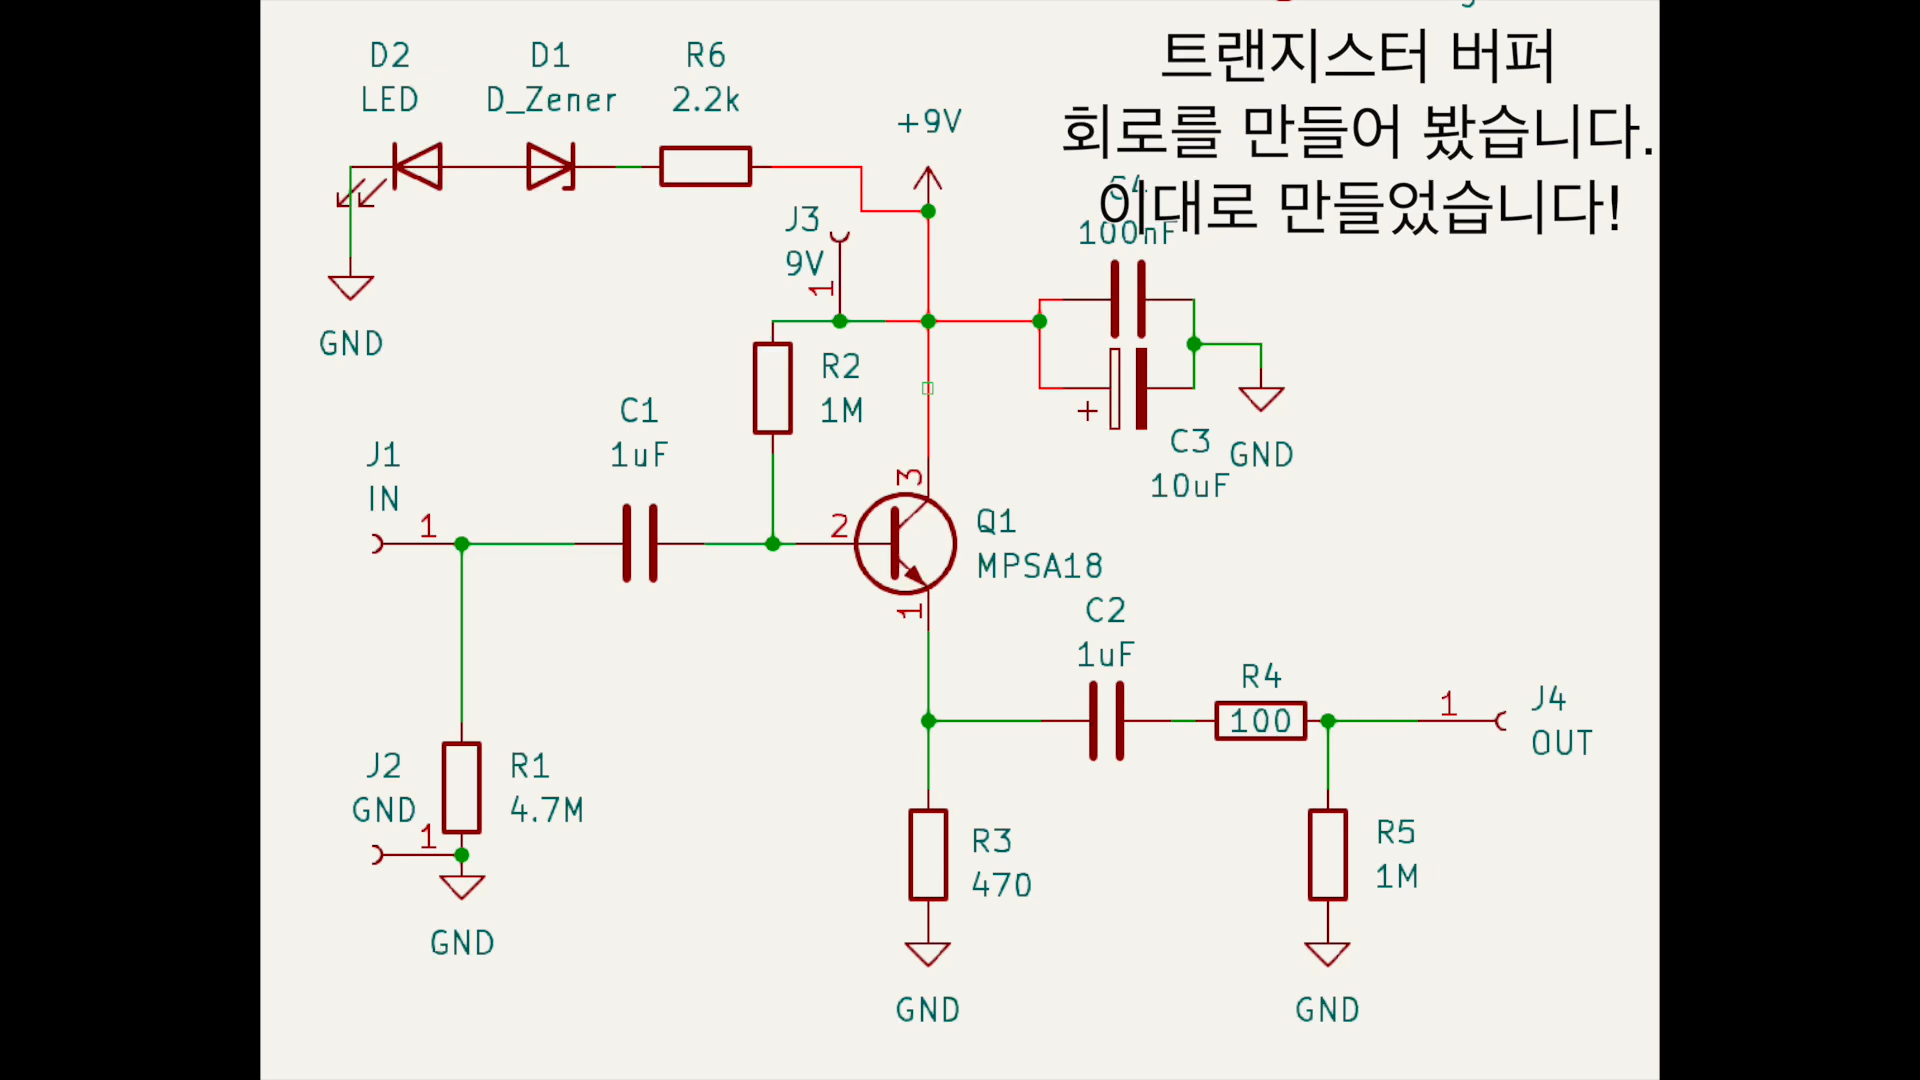 D2 D1 R6
LED D_Zener 2.2k
트랜지스터 버퍼
회로를 만들어 봤습니다.
이대로 만들었습니다!
+9V
C4
100nF
J3
9V
1
GND
R2
1M
C1
1uF
+
C3
10uF
GND
J1
IN
1
3
2
Q1
MPSA18
1
C2
1uF
R4
100
1
J4
OUT
J2
GND
1
R1
4.7M
R3
470
R5
1M
GND
GND
GND